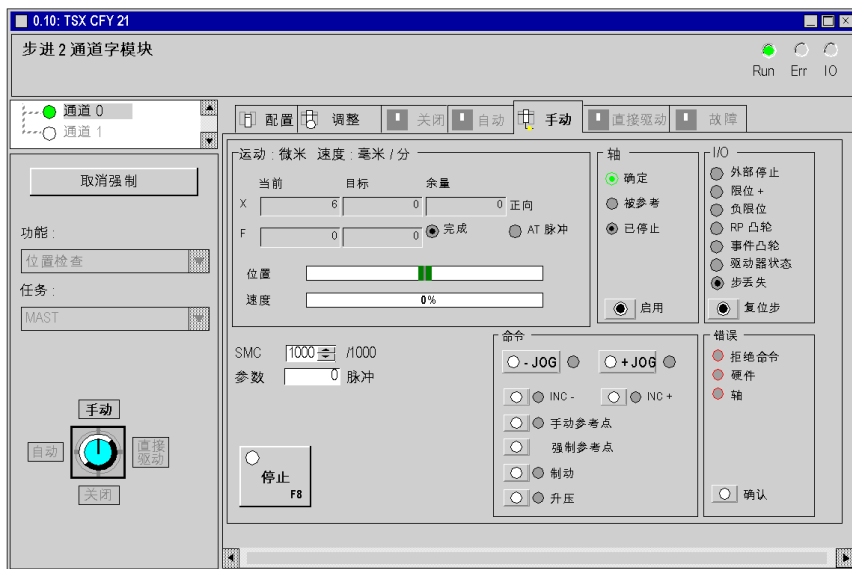 0.10: TSX CFY 21
步进 2 通道字模块
Run Err IO
通道 0
通道 1
取消强制
功能 :
位置检查
任务 :
MAST
手动
自动
直接
驱动
关闭
配置 调整 关闭 自动 手动 直接驱动 故障
运动 : 微米 速度 : 毫米 / 分
当前 目标 余量
X 6 0 0 正向
F 0 0 完成 AT 脉冲
位置
速度 0%
轴
确定
被参考
已停止
启用
I/O
外部停止
限位 +
负限位
RP 凸轮
事件凸轮
驱动器状态
步丢失
复位步
SMC 1000 /1000
参数 0 脉冲
停止
F8
命令
- JOG + JOG
INC - INC +
手动参考点
强制参考点
制动
升压
错误
拒绝命令
硬件
轴
确认